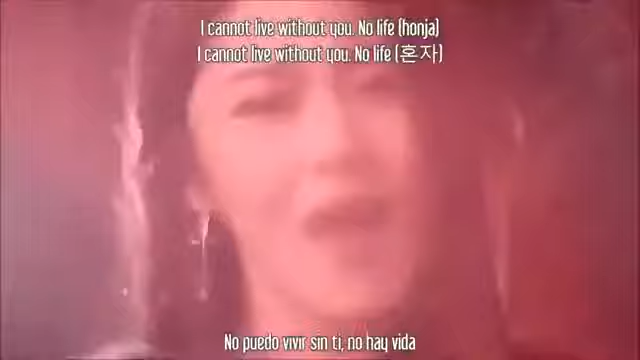 I cannot live without you. No life (honja)
I cannot live without you. No life (혼자)
No puedo vivir sin ti, no hay vida